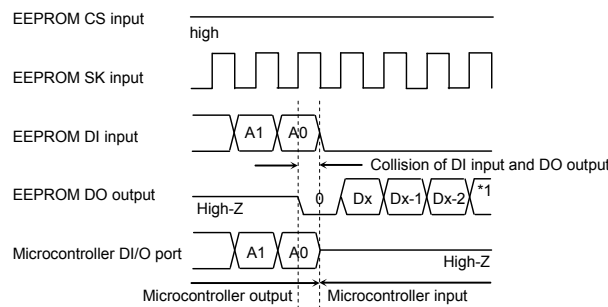 EEPROM CS input
high
EEPROM SK input
EEPROM DI input
A1 A0
Collision of DI input and DO output
EEPROM DO output
High-Z
0 Dx Dx-1 Dx-2 *1
Microcontroller DI/O port
A1 A0
High-Z
Microcontroller output Microcontroller input